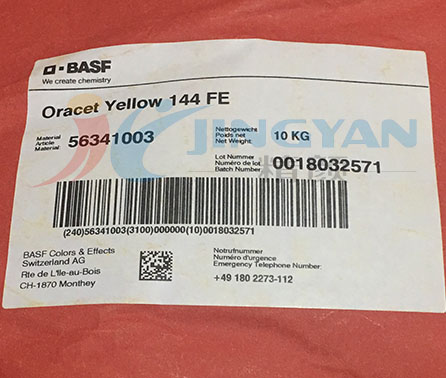 BASF
We create chemistry
Oracet Yellow 144 FE
Material
Article
Material
56341003
Nettogewicht
Poids net
Net Weight
10 KG
Lot Nummer
Numéro de lot
Batch Number
0018032571
JINGYAN
(240)56341003(3100)000000(10)0018032571
BASF Colors & Effects
Switzerland AG
Rte de L'Ile-au-Bois
CH-1870 Monthey
Notrufnummer
Numéro d'urgence
Emergency Telephone Number:
+49 180 2273-112